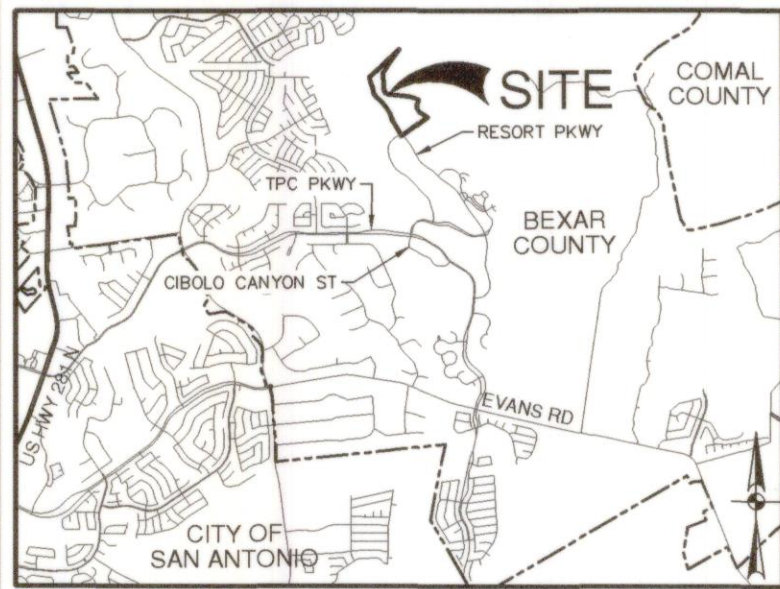 SITE
COMAL
COUNTY
RESORT PKWY
TPC PKWY
BEXAR
COUNTY
CIBOLO CANYON ST
US HWY 281 N
EVANS RD
CITY OF
SAN ANTONIO